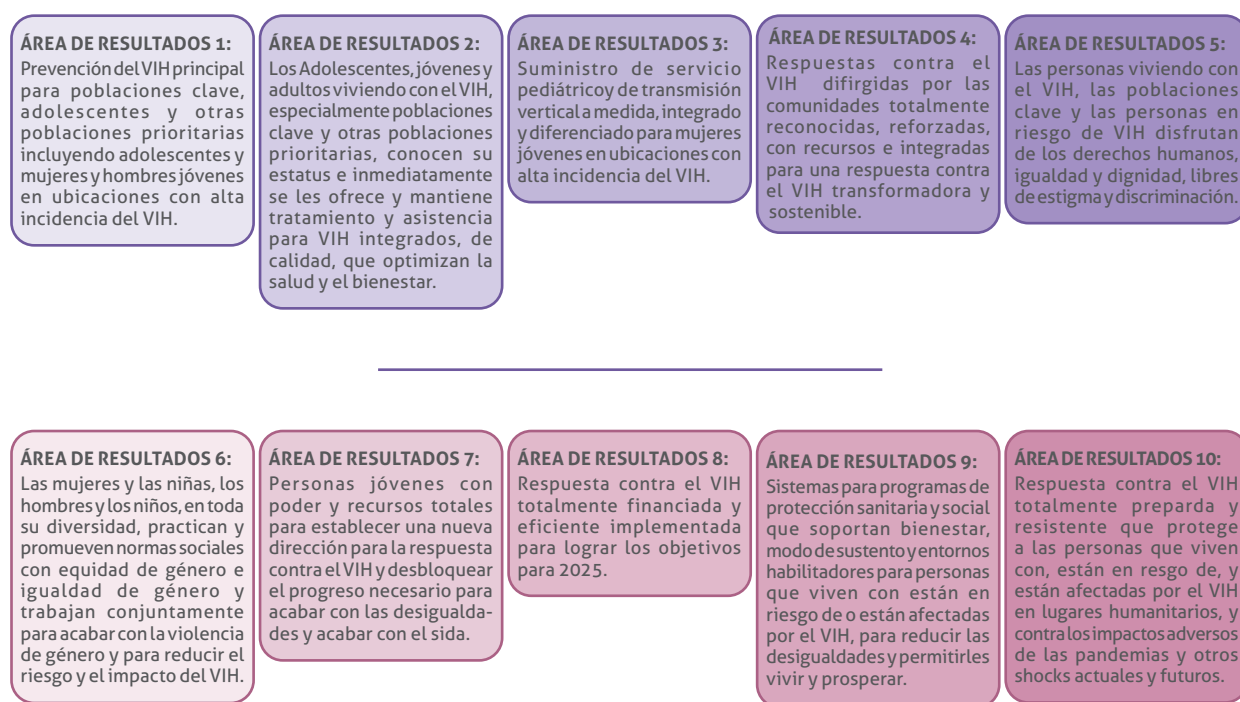 ÁREA DE RESULTADOS 1:
Prevención del VIH principal
para poblaciones clave,
adolescentes y otras
poblaciones prioritarias
incluyendo adolescentes y
mujeres y hombres jóvenes
en ubicaciones con alta
incidencia del VIH.
ÁREA DE RESULTADOS 2:
Los Adolescentes, jóvenes y
adultos viviendo con el VIH,
especialmente poblaciones
clave y otras poblaciones
prioritarias, conocen su
estatus e inmediatamente
se les ofrece y mantiene
tratamiento y asistencia
para VIH integrados, de
calidad, que optimizan la
salud y el bienestar.
ÁREA DE RESULTADOS 3:
Suministro de servicio
pediátrico y de transmisión
vertical a medida, integrado
y diferenciado para mujeres
jóvenes en ubicaciones con
alta incidencia del VIH.
ÁREA DE RESULTADOS 4:
Respuestas contra el
VIH difirgidas por las
comunidades totalmente
reconocidas, reforzadas,
con recursos e integradas
para una respuesta contra
el VIH transformadora y
sostenible.
ÁREA DE RESULTADOS 5:
Las personas viviendo con
el VIH, las poblaciones
clave y las personas en
riesgo de VIH disfrutan
de los derechos humanos,
igualdad y dignidad, libres
de estigma y discriminación.
ÁREA DE RESULTADOS 6:
Las mujeres y las niñas, los
hombres y los niños, en toda
su diversidad, practican y
promueven normas sociales
con equidad de género e
igualdad de género y
trabajan conjuntamente
para acabar con la violencia
de género y para reducir el
riesgo y el impacto del VIH.
ÁREA DE RESULTADOS 7:
Personas jóvenes con
poder y recursos totales
para establecer una nueva
dirección para la respuesta
contra el VIH y desbloquear
el progreso necesario para
acabar con las desigualda-
des y acabar con el sida.
ÁREA DE RESULTADOS 8:
Respuesta contra el VIH
totalmente financiada y
eficiente implementada
para lograr los objetivos
para 2025.
ÁREA DE RESULTADOS 9:
Sistemas para programas de
protección sanitaria y social
que soportan bienestar,
modo de sustento y entornos
habilitadores para personas
que viven con están en
riesgo de o están afectadas
por el VIH, para reducir las
desigualdades y permitirles
vivir y prosperar.
ÁREA DE RESULTADOS 10:
Respuesta contra el VIH
totalmente preparda y
resistente que protege
a las personas que viven
con, están en resgo de, y
están afectadas por el VIH
en lugares humanitarios, y
contra los impactos adversos
de las pandemias y otros
shocks actuales y futuros.